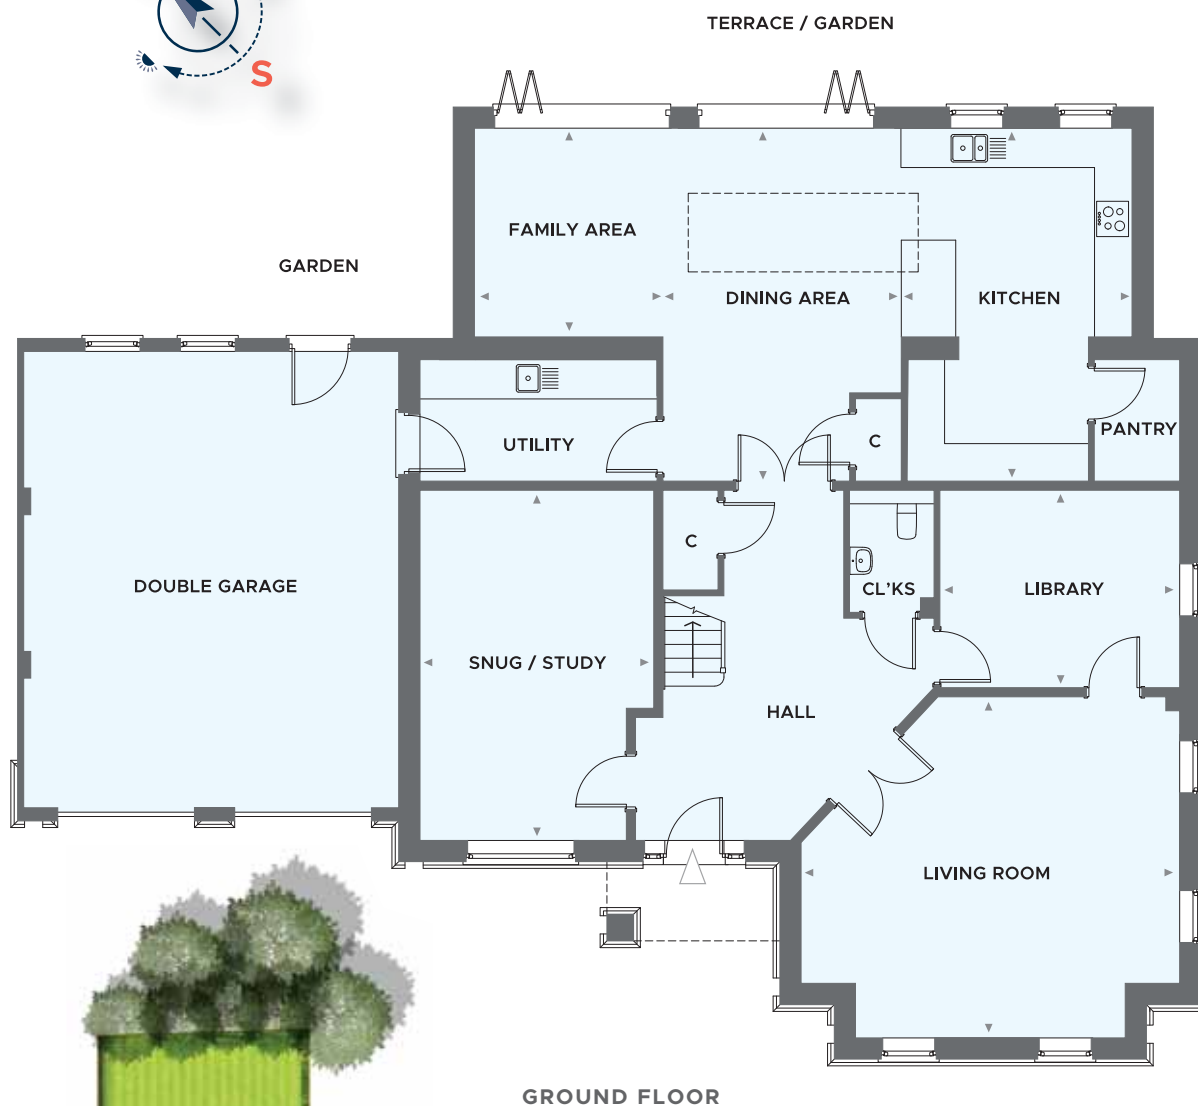 TERRACE / GARDEN
S
FAMILY AREA
GARDEN
DINING AREA
KITCHEN
UTILITY
C
PANTRY
C
DOUBLE GARAGE
CL'KS
LIBRARY
SNUG / STUDY
HALL
LIVING ROOM
GROUND FLOOR